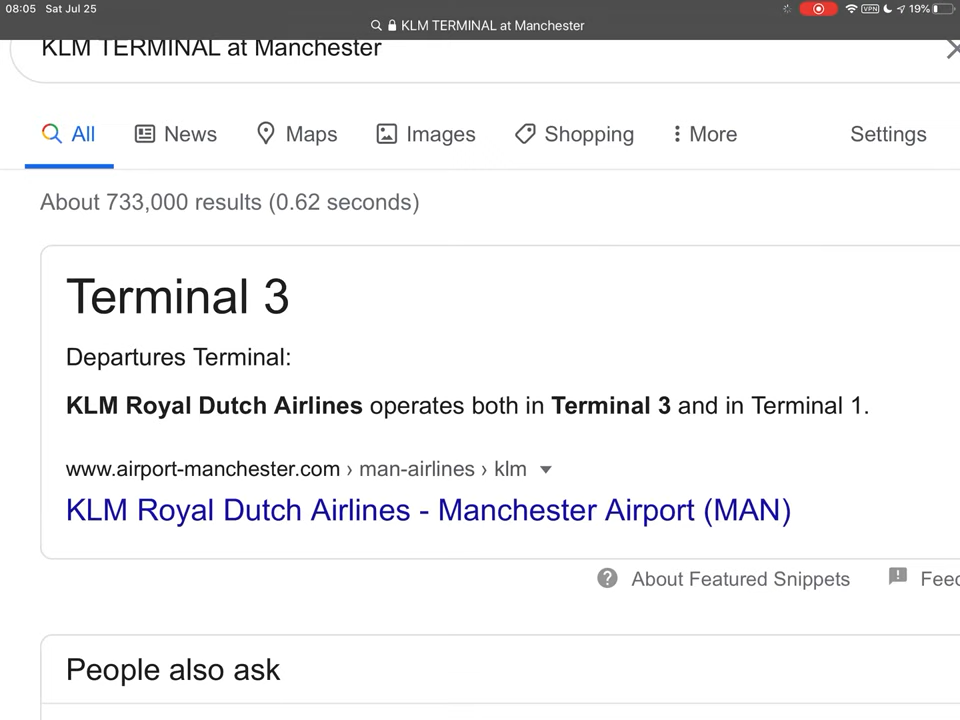 08:05 Sat Jul 25
VPN 19%
KLM TERMINAL at Manchester
KLM TERMINAL at Manchester
All News Maps Images Shopping More Settings
About 733,000 results (0.62 seconds)
Terminal 3
Departures Terminal:
KLM Royal Dutch Airlines operates both in Terminal 3 and in Terminal 1.
www.airport-manchester.com › man-airlines › klm
KLM Royal Dutch Airlines - Manchester Airport (MAN)
About Featured Snippets Feed
People also ask